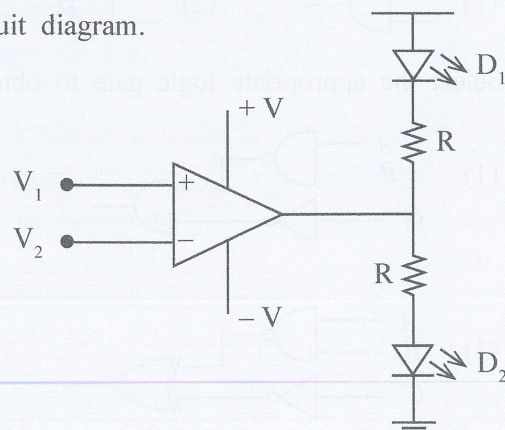 uit diagram.
D₁
+ V
R
V₁
+
V₂
−
R
− V
D₂